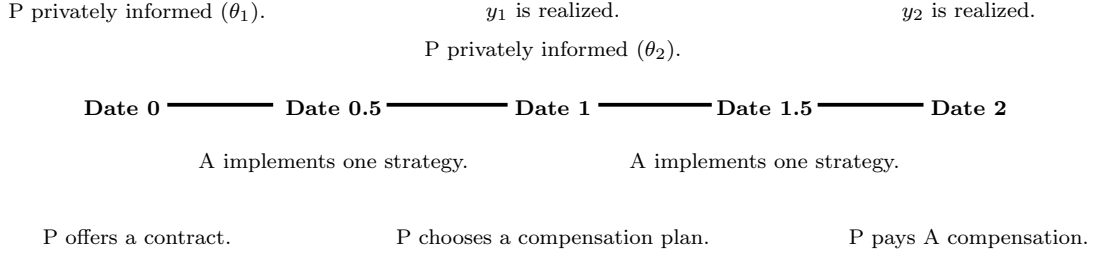 P privately informed (θ₁). y₁ is realized. y₂ is realized.
P privately informed (θ₂).
Date 0 Date 0.5 Date 1 Date 1.5 Date 2
A implements one strategy. A implements one strategy.
P offers a contract. P chooses a compensation plan. P pays A compensation.